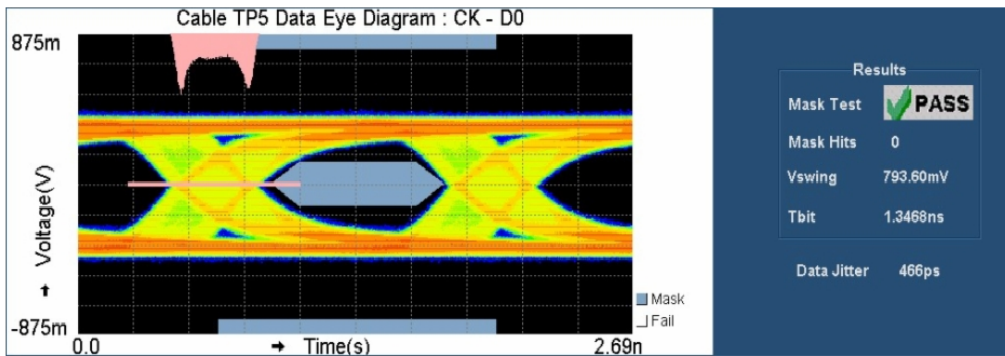 Cable TP5 Data Eye Diagram : CK - D0
875m
Voltage(V)
-875m
0.0
Time(s)
2.69n
Mask
Fail
Results
Mask Test PASS
Mask Hits 0
Vswing 793.60mV
Tbit 1.3468ns
Data Jitter 466ps